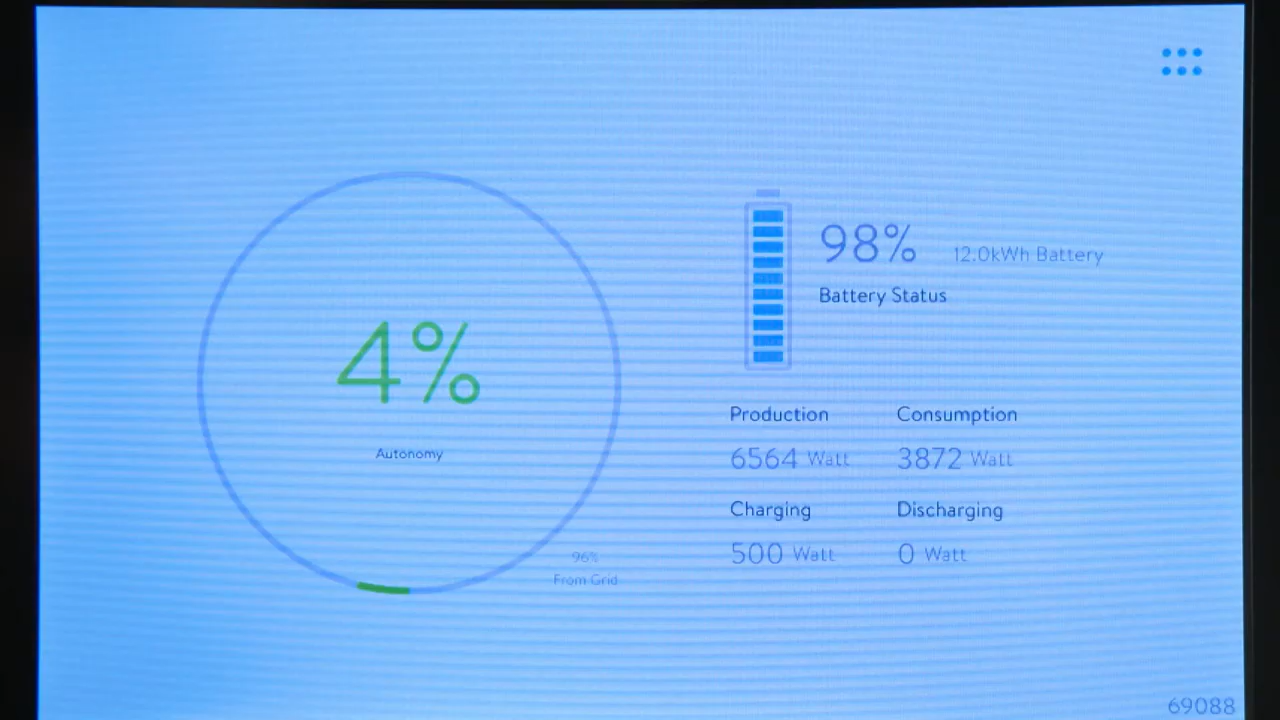 4%
Autonomy
96%
From Grid
98% 12.0kWh Battery
Battery Status
Production Consumption
6564 Watt 3872 Watt
Charging Discharging
500 Watt 0 Watt
69088